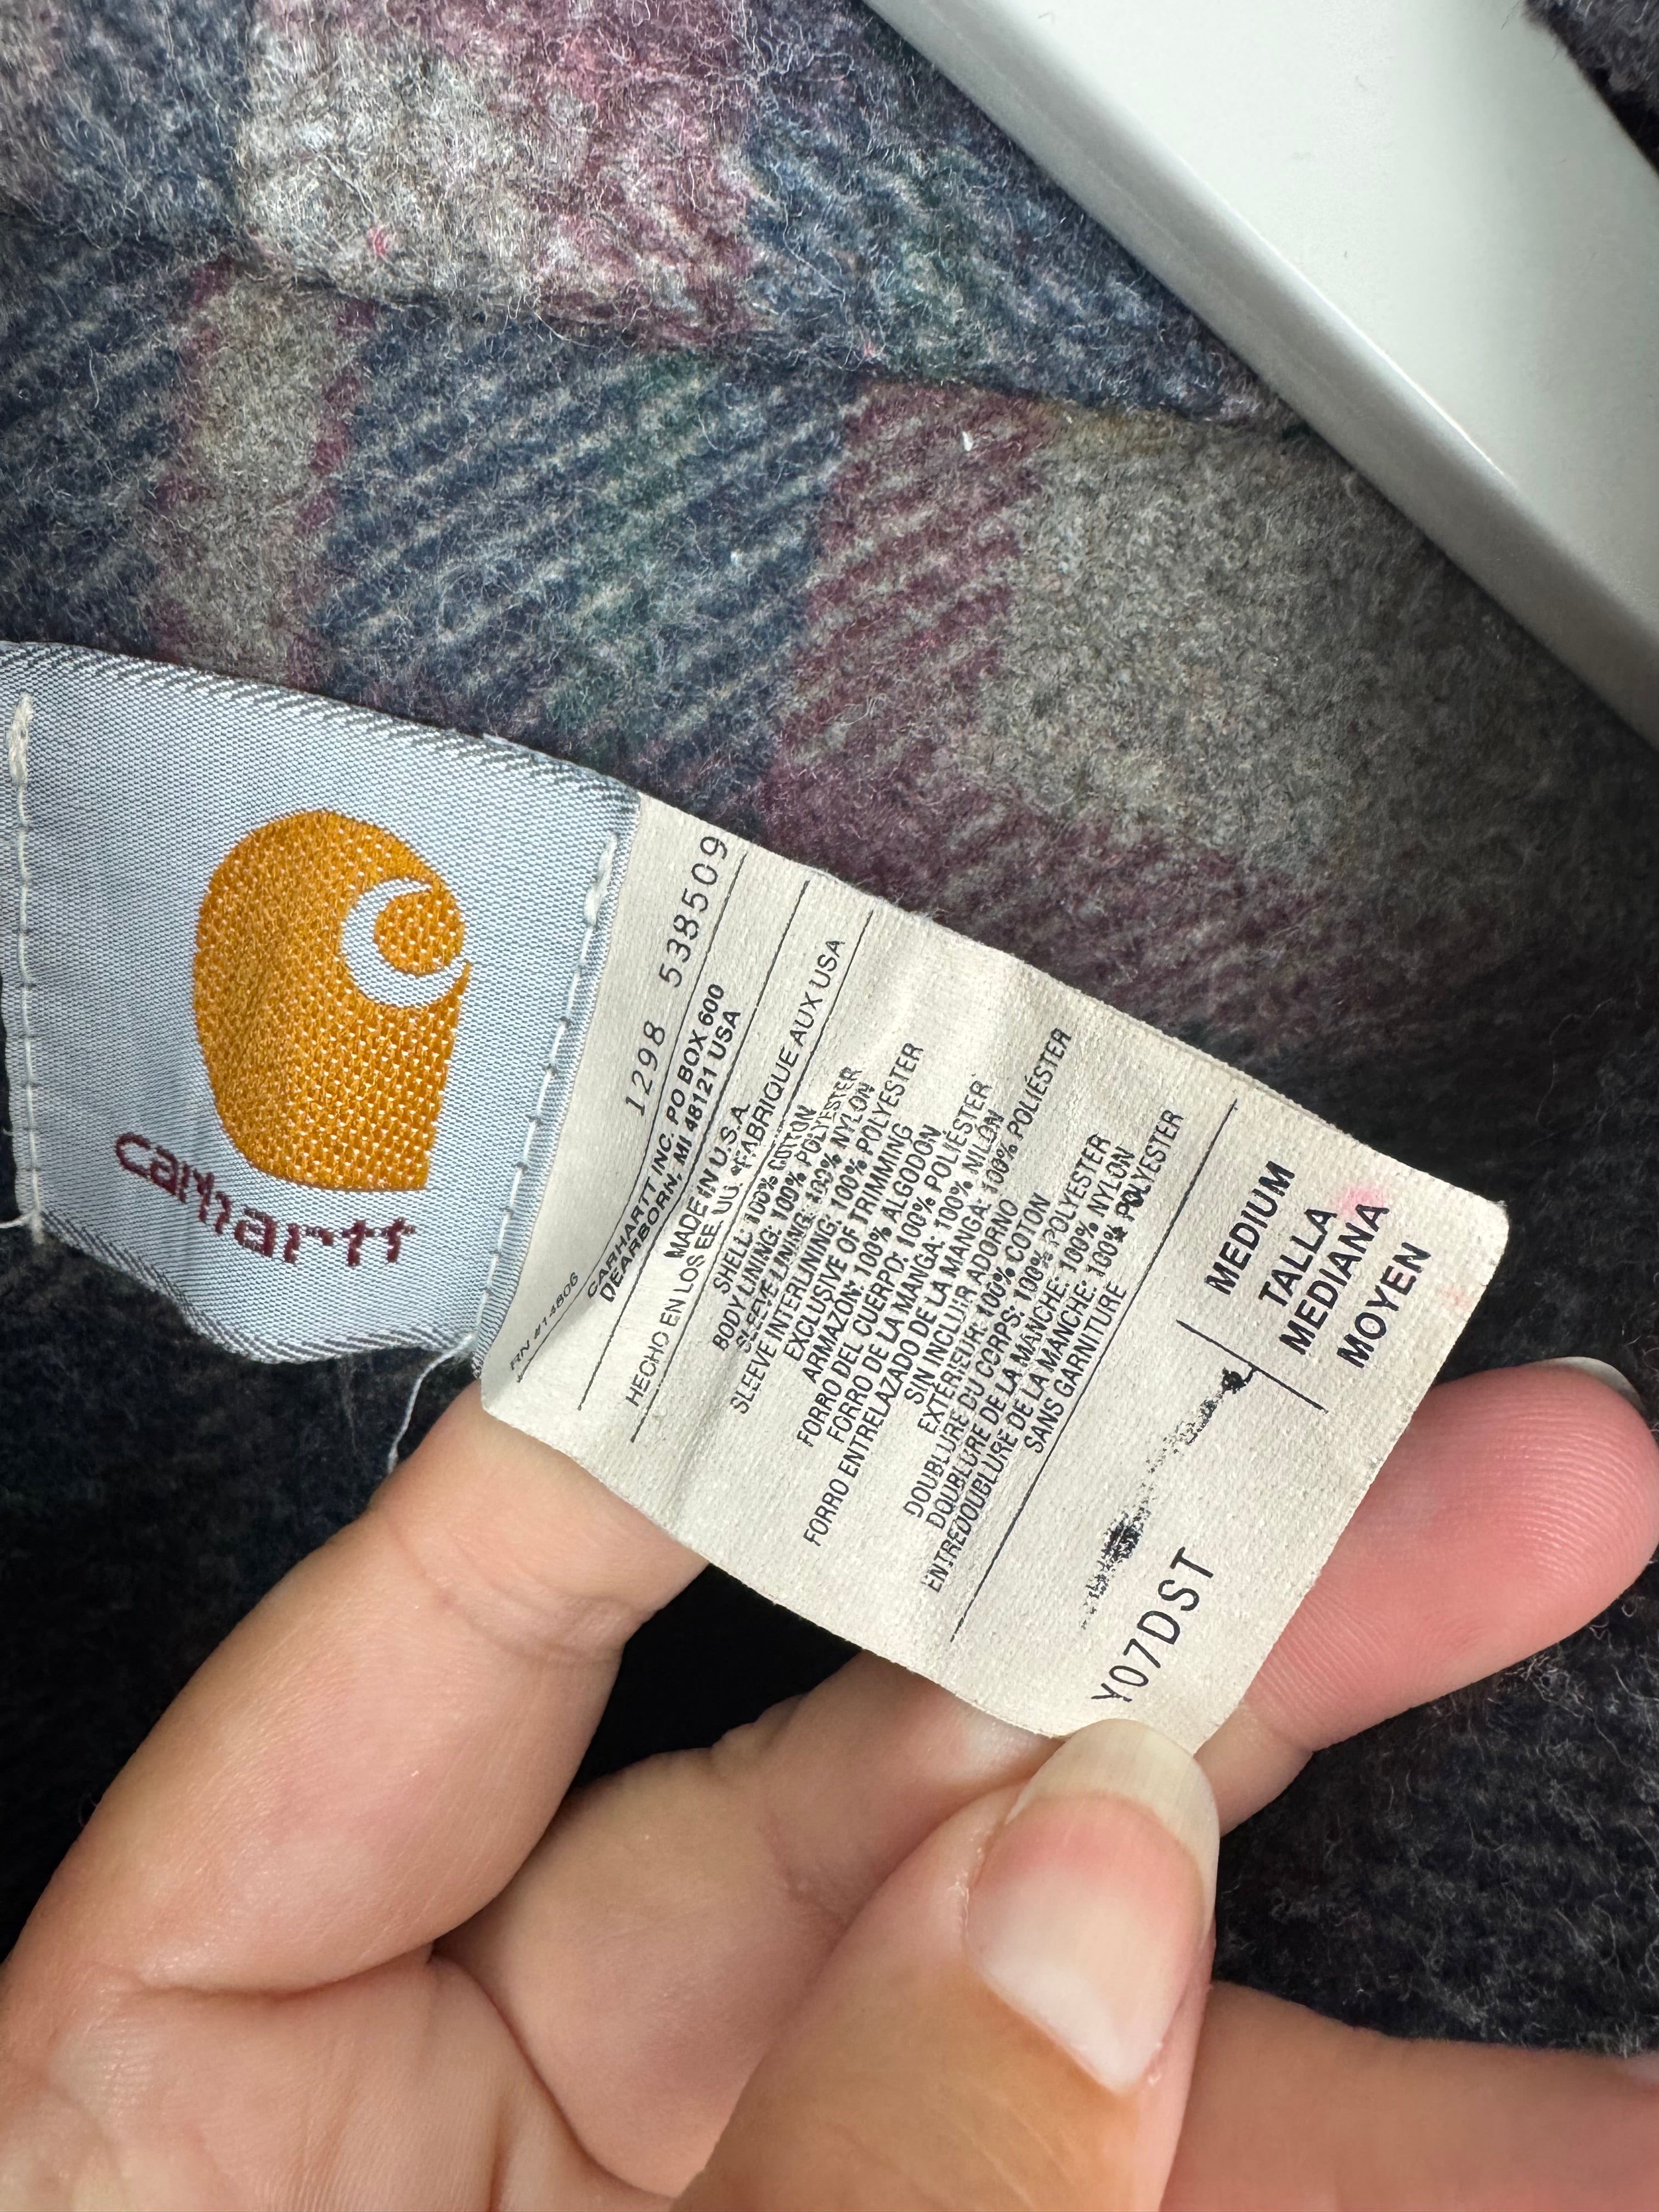 carhartt
RN #14806
1298 538509
CARHARTT INC. PO BOX 600
DEARBORN, MI 48121 USA
MADE IN U.S.A.
HECHO EN LOS EE. UU. • FABRIQUE AUX USA
SHELL: 100% COTTON
BODY LINING: 100% POLYESTER
SLEEVE LINING: 100% NYLON
SLEEVE INTERLINING: 100% POLYESTER
EXCLUSIVE OF TRIMMING
ARMAZON: 100% ALGODON
FORRO DEL CUERPO: 100% POLIÉSTER
FORRO DE LA MANGA: 100% NILON
FORRO ENTRELAZADO DE LA MANGA: 100% POLIÉSTER
SIN INCLUIR ADORNO
EXTÉRIEUR: 100% COTON
DOUBLURE DU CORPS: 100% POLYESTER
DOUBLURE DE LA MANCHE: 100% NYLON
ENTREDOUBLURE DE LA MANCHE: 100% POLYESTER
SANS GARNITURE
Y07DST
MEDIUM
TALLA
MEDIANA
MOYEN